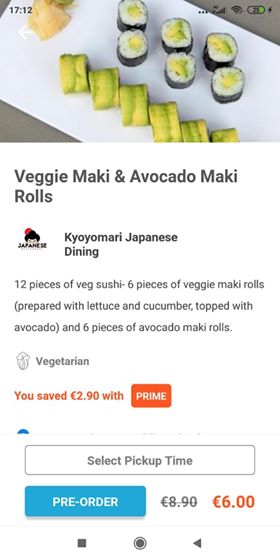 17:12
28
Veggie Maki & Avocado Maki
Rolls
JAPANESE
Kyoyomari Japanese
Dining
12 pieces of veg sushi- 6 pieces of veggie maki rolls
(prepared with lettuce and cucumber, topped with
avocado) and 6 pieces of avocado maki rolls.
Vegetarian
You saved €2.90 with PRIME
Select Pickup Time
PRE-ORDER €8.90 €6.00